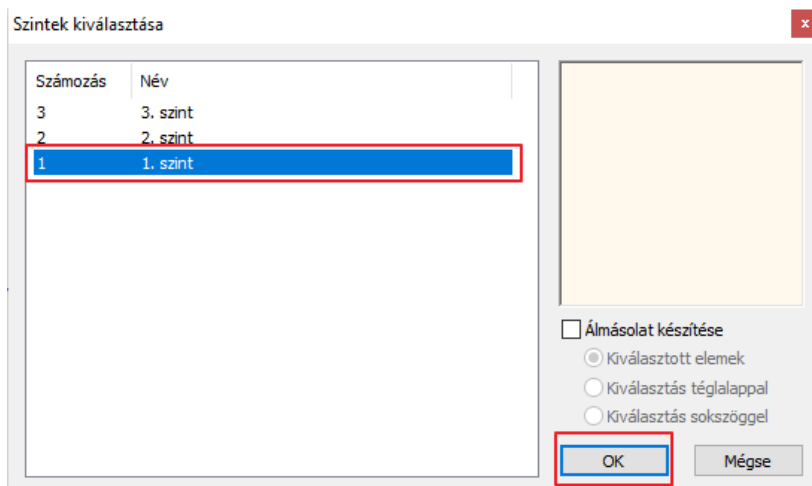 Szintek kiválasztása
x
Számozás Név
3 3. szint
2 2. szint
1 1. szint
Álmásolat készítése
Kiválasztott elemek
Kiválasztás téglalappal
Kiválasztás sokszöggel
OK Mégse